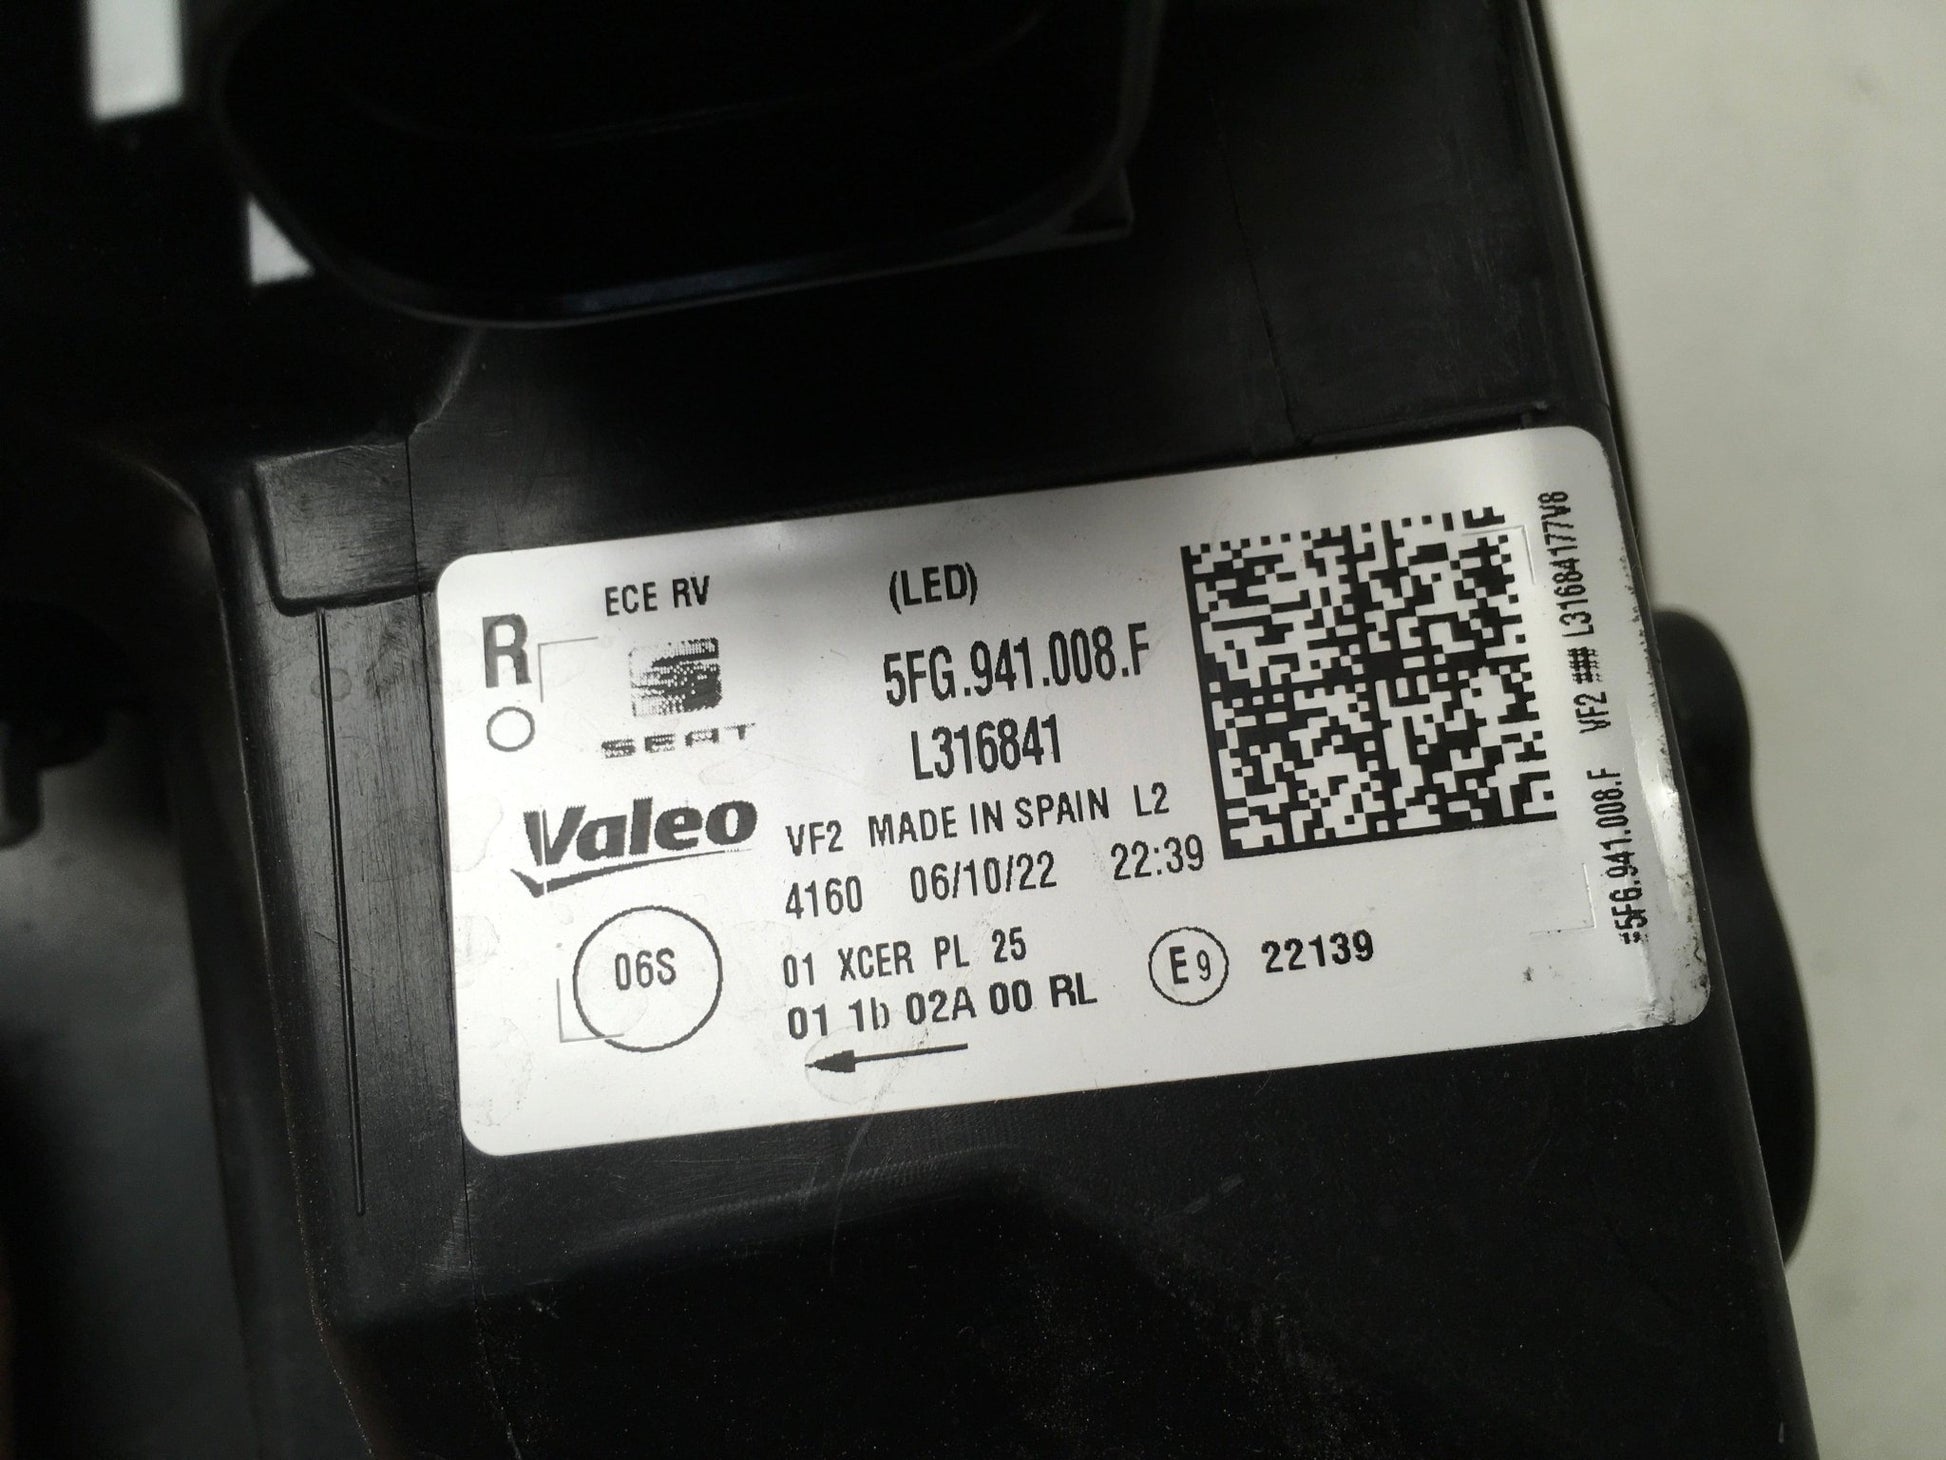 R
ECE RV
(LED)
SEAT
5FG.941.008.F
L316841
Valeo
VF2 MADE IN SPAIN L2
4160 06/10/22 22:39
06S
01 XCER PL 25
01 1b 02A 00 RL
E9 22139
#5FG.941.008.F VF2 ### L31684177V8